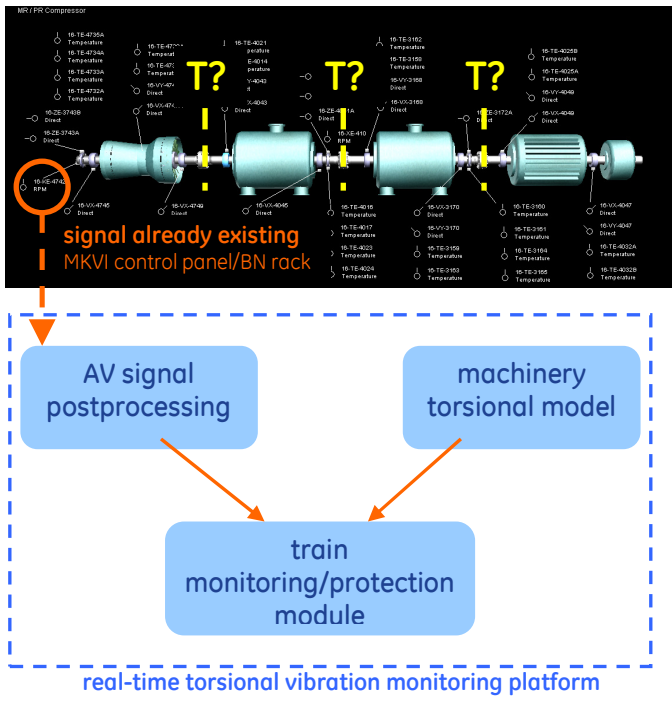 MR / PR Compressor
16-TE-4735A
Temperature
16-TE-4734A
Temperature
16-TE-4733A
Temperature
16-TE-4732A
Temperature
Temperature
16-TE-4021
16-TE-3162
Temperature
16-TE-3158
Temperature
16-VY-3168
Direct
16-VX-3168
Direct
16-TE-4025B
Temperature
16-TE-4025A
Temperature
16-VY-4049
Direct
16-VX-4049
Direct
T?
T?
T?
16-ZE-3743B
Direct
16-ZE-3743A
Direct
Direct
RPM
Direct
16-KE-4742
RPM
16-VX-4745
Direct
16-VX-4749
Direct
16-VX-4045
Direct
16-TE-4016
Temperature
16-TE-4017
Temperature
16-TE-4023
Temperature
16-TE-4024
Temperature
16-VX-3170
Direct
16-VY-3170
Direct
16-TE-3159
Temperature
16-TE-3163
Temperature
16-TE-3160
Temperature
16-TE-3161
Temperature
16-TE-3164
Temperature
16-TE-3165
Temperature
16-VX-4047
Direct
16-VY-4047
Direct
16-TE-4032A
Temperature
16-TE-4032B
Temperature
signal already existing
MKVI control panel/BN rack
AV signal
postprocessing
machinery
torsional model
train
monitoring/protection
module
real-time torsional vibration monitoring platform